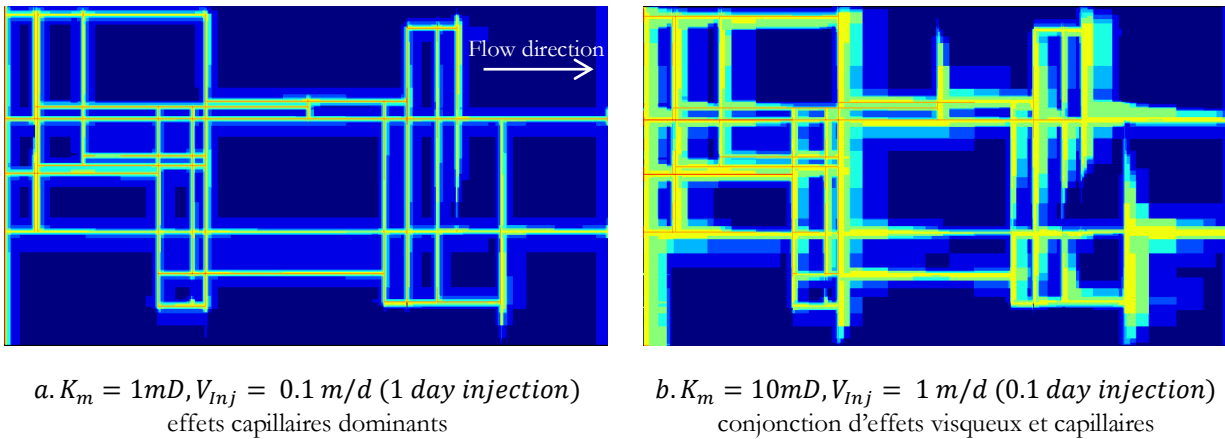 Flow direction
a. K_m = 1mD, V_Inj = 0.1 m/d (1 day injection)
effets capillaires dominants
b. K_m = 10mD, V_Inj = 1 m/d (0.1 day injection)
conjonction d'effets visqueux et capillaires